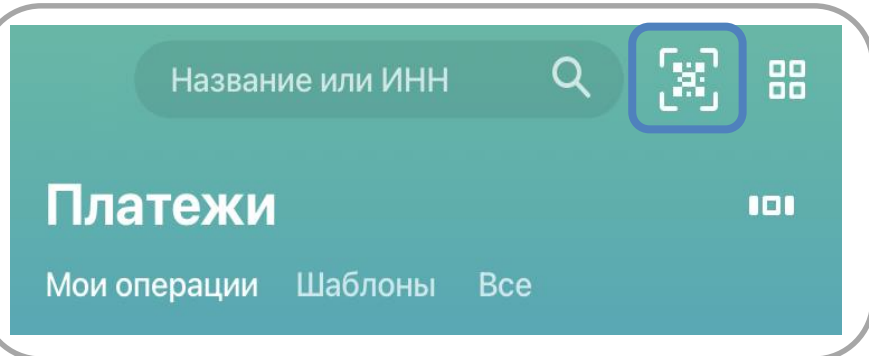 Название или ИНН
Платежи
Мои операции Шаблоны Все